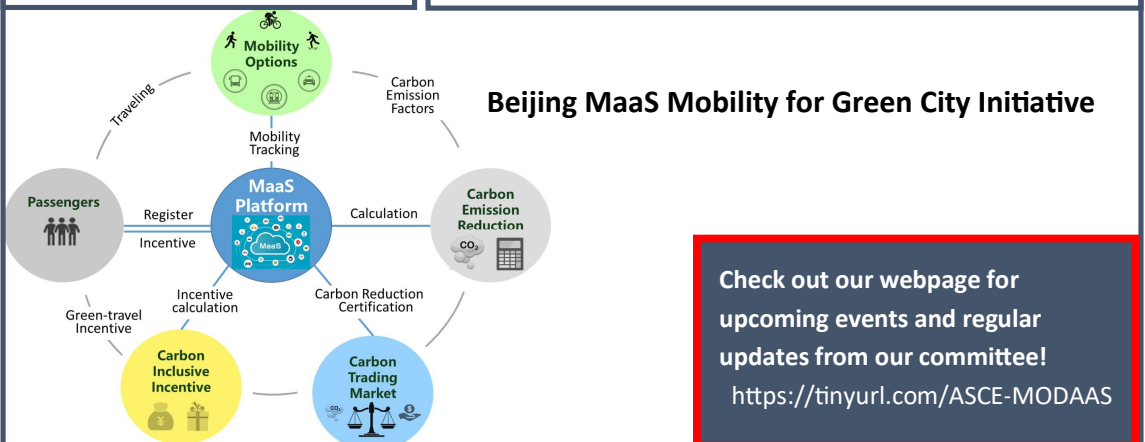 Mobility
Options
Traveling
Carbon
Emission
Factors
Beijing MaaS Mobility for Green City Initiative
Mobility
Tracking
Passengers
MaaS
Platform
MaaS
Register
Incentive
Calculation
Carbon
Emission
Reduction
CO₂
Green-travel
Incentive
Incentive
calculation
Carbon Reduction
Certification
Carbon
Inclusive
Incentive
¥
Carbon
Trading
Market
CO₂
$
Check out our webpage for
upcoming events and regular
updates from our committee!
https://tinyurl.com/ASCE-MODAAS